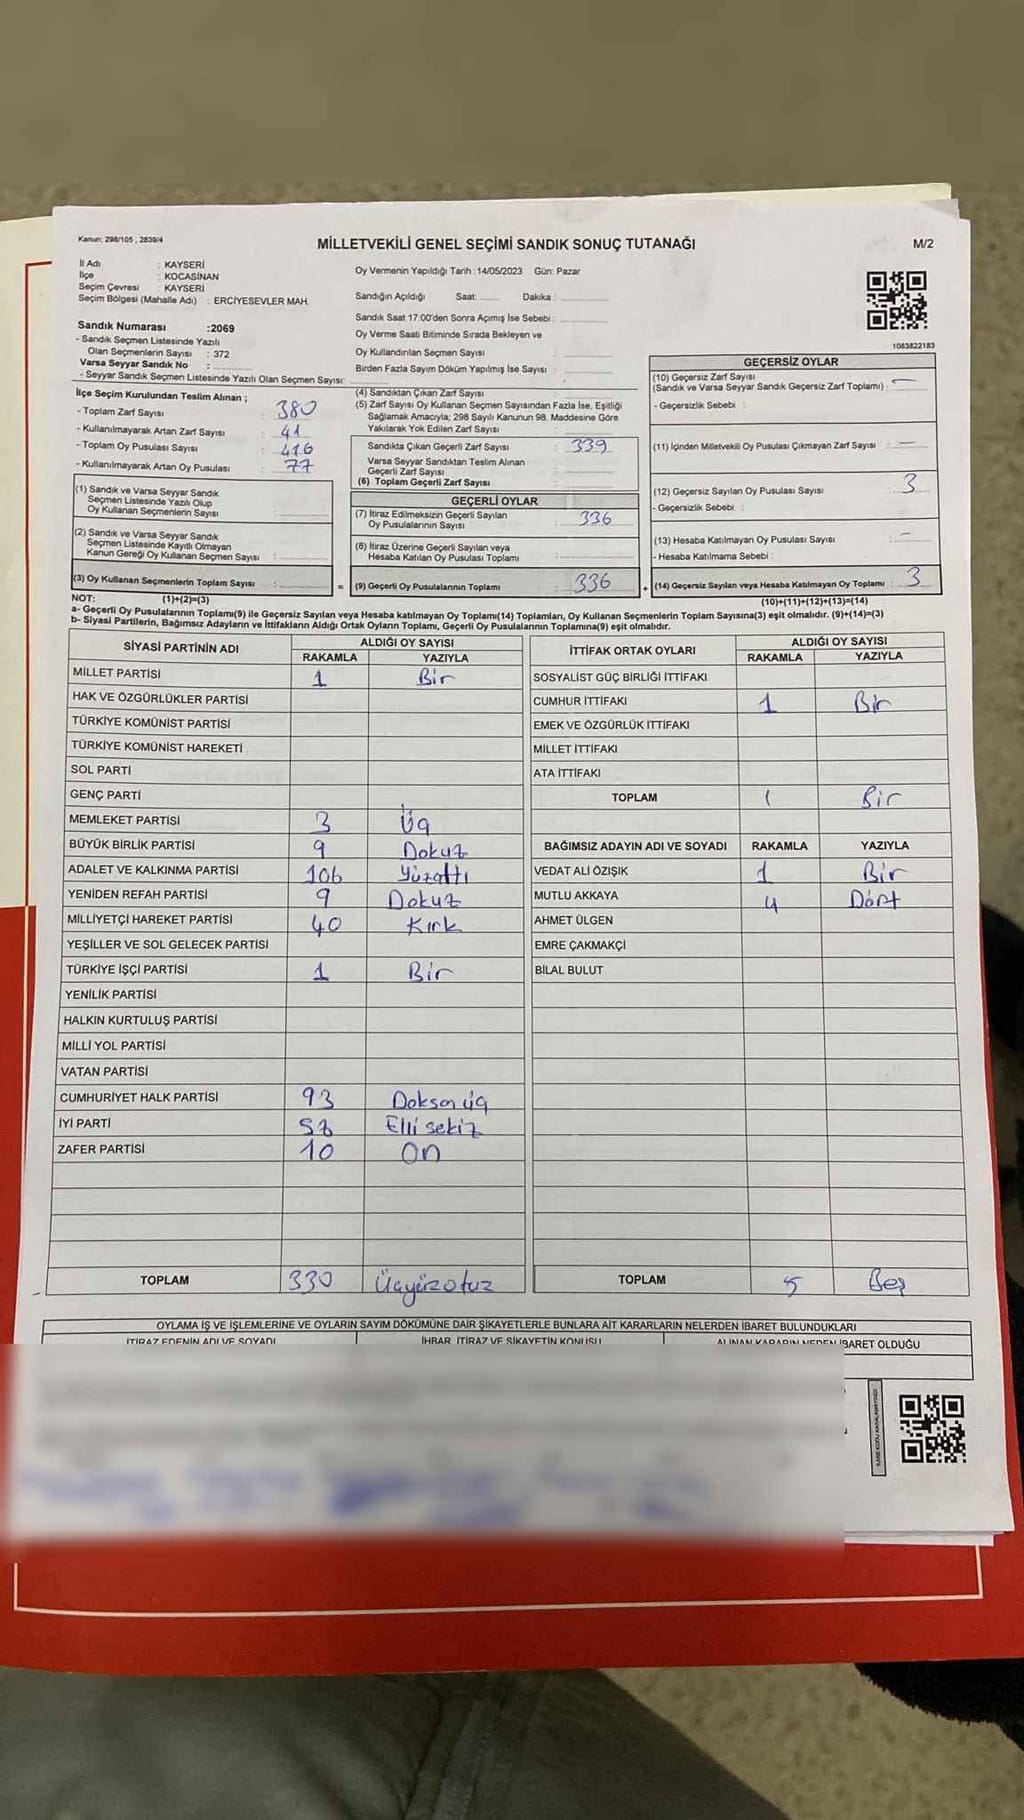 Kanun: 298/105 , 2839/4
MİLLETVEKİLİ GENEL SEÇİMİ SANDIK SONUÇ TUTANAĞI
M/2
İl Adı : KAYSERİ
İlçe : KOCASİNAN
Seçim Çevresi : KAYSERİ
Seçim Bölgesi (Mahalle Adı) : ERCİYESEVLER MAH.
Sandık Numarası :2069
- Sandık Seçmen Listesinde Yazılı
Olan Seçmenlerin Sayısı : 372
Varsa Seyyar Sandık No :
- Seyyar Sandık Seçmen Listesinde Yazılı Olan Seçmen Sayısı:
Oy Vermenin Yapıldığı Tarih :14/05/2023 Gün: Pazar
Sandığın Açıldığı Saat: Dakika :
Sandık Saat 17:00'den Sonra Açımış İse Sebebi :
Oy Verme Saati Bitiminde Sırada Bekleyen ve
Oy Kullandırılan Seçmen Sayısı :
Birden Fazla Sayım Döküm Yapılmış İse Sayısı :
1083822183
İlçe Seçim Kurulundan Teslim Alınan ;
- Toplam Zarf Sayısı : 380
- Kullanılmayarak Artan Zarf Sayısı : 41
- Toplam Oy Pusulası Sayısı : 416
- Kullanılmayarak Artan Oy Pusulası : 77
(1) Sandık ve Varsa Seyyar Sandık
Seçmen Listesinde Yazılı Olup
Oy Kullanan Seçmenlerin Sayısı :
(2) Sandık ve Varsa Seyyar Sandık
Seçmen Listesinde Kayıtlı Olmayan
Kanun Gereği Oy Kullanan Seçmen Sayısı :
(3) Oy Kullanan Seçmenlerin Toplam Sayısı :
(4) Sandıktan Çıkan Zarf Sayısı :
(5) Zarf Sayısı Oy Kullanan Seçmen Sayısından Fazla İse, Eşitliği
Sağlamak Amacıyla; 298 Sayılı Kanunun 98. Maddesine Göre
Yakılarak Yok Edilen Zarf Sayısı :
Sandıkta Çıkan Geçerli Zarf Sayısı : 339
Varsa Seyyar Sandıktan Teslim Alınan
Geçerli Zarf Sayısı :
(6) Toplam Geçerli Zarf Sayısı :
GEÇERLİ OYLAR
(7) İtiraz Edilmeksizin Geçerli Sayılan
Oy Pusulalarının Sayısı : 336
(8) İtiraz Üzerine Geçerli Sayılan veya
Hesaba Katılan Oy Pusulası Toplamı :
= (9) Geçerli Oy Pusulalarının Toplamı : 336
GEÇERSİZ OYLAR
(10) Geçersiz Zarf Sayısı
(Sandık ve Varsa Seyyar Sandık Geçersiz Zarf Toplamı) : —
- Geçersizlik Sebebi :
(11) İçinden Milletvekili Oy Pusulası Çıkmayan Zarf Sayısı : —
(12) Geçersiz Sayılan Oy Pusulası Sayısı : 3
- Geçersizlik Sebebi :
(13) Hesaba Katılmayan Oy Pusulası Sayısı : —
- Hesaba Katılmama Sebebi :
+ (14) Geçersiz Sayılan veya Hesaba Katılmayan Oy Toplamı : 3
NOT: (1)+(2)=(3)
(10)+(11)+(12)+(13)=(14)
a- Geçerli Oy Pusulalarının Toplamı(9) ile Geçersiz Sayılan veya Hesaba katılmayan Oy Toplamı(14) Toplamları, Oy Kullanan Seçmenlerin Toplam Sayısına(3) eşit olmalıdır. (9)+(14)=(3)
b- Siyasi Partilerin, Bağımsız Adayların ve İttifakların Aldığı Ortak Oyların Toplamı, Geçerli Oy Pusulalarının Toplamına(9) eşit olmalıdır.
SİYASİ PARTİNİN ADI ALDIĞI OY SAYISI
RAKAMLA YAZIYLA
MİLLET PARTİSİ 1 Bir
HAK VE ÖZGÜRLÜKLER PARTİSİ
TÜRKİYE KOMÜNİST PARTİSİ
TÜRKİYE KOMÜNİST HAREKETİ
SOL PARTİ
GENÇ PARTİ
MEMLEKET PARTİSİ 3 Üç
BÜYÜK BİRLİK PARTİSİ 9 Dokuz
ADALET VE KALKINMA PARTİSİ 106 Yüzaltı
YENİDEN REFAH PARTİSİ 9 Dokuz
MİLLİYETÇİ HAREKET PARTİSİ 40 Kırk
YEŞİLLER VE SOL GELECEK PARTİSİ
TÜRKİYE İŞÇİ PARTİSİ 1 Bir
YENİLİK PARTİSİ
HALKIN KURTULUŞ PARTİSİ
MİLLİ YOL PARTİSİ
VATAN PARTİSİ
CUMHURİYET HALK PARTİSİ 93 Doksan üç
İYİ PARTİ 58 Elli sekiz
ZAFER PARTİSİ 10 On
TOPLAM 330 Üçyüzotuz
İTTİFAK ORTAK OYLARI ALDIĞI OY SAYISI
RAKAMLA YAZIYLA
SOSYALİST GÜÇ BİRLİĞİ İTTİFAKI
CUMHUR İTTİFAKI 1 Bir
EMEK VE ÖZGÜRLÜK İTTİFAKI
MİLLET İTTİFAKI
ATA İTTİFAKI
TOPLAM 1 Bir
BAĞIMSIZ ADAYIN ADI VE SOYADI RAKAMLA YAZIYLA
VEDAT ALİ ÖZIŞIK 1 Bir
MUTLU AKKAYA 4 Dört
AHMET ÜLGEN
EMRE ÇAKMAKÇİ
BİLAL BULUT
TOPLAM 5 Beş
OYLAMA İŞ VE İŞLEMLERİNE VE OYLARIN SAYIM DÖKÜMÜNE DAİR ŞİKAYETLERLE BUNLARA AİT KARARLARIN NELERDEN İBARET BULUNDUKLARI
İTİRAZ EDENİN ADI VE SOYADI İHBAR, İTİRAZ VE ŞİKAYETİN KONUSU ALINAN KARARIN NEDEN İBARET OLDUĞU